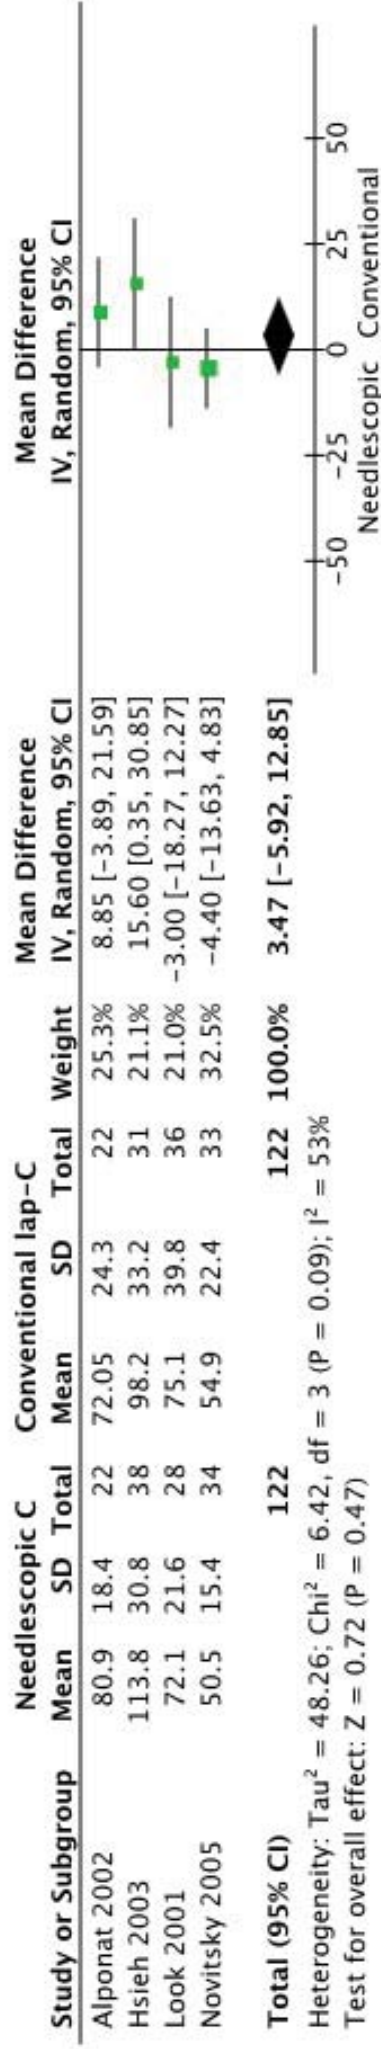 Needlescopic C Conventional lap-C Mean Difference Mean Difference
Study or Subgroup Mean SD Total Mean SD Total Weight IV, Random, 95% CI IV, Random, 95% CI
Alponat 2002 80.9 18.4 22 72.05 24.3 22 25.3% 8.85 [−3.89, 21.59]
Hsieh 2003 113.8 30.8 38 98.2 33.2 31 21.1% 15.60 [0.35, 30.85]
Look 2001 72.1 21.6 28 75.1 39.8 36 21.0% −3.00 [−18.27, 12.27]
Novitsky 2005 50.5 15.4 34 54.9 22.4 33 32.5% −4.40 [−13.63, 4.83]
Total (95% CI) 122 122 100.0% 3.47 [−5.92, 12.85]
Heterogeneity: Tau² = 48.26; Chi² = 6.42, df = 3 (P = 0.09); I² = 53%
Test for overall effect: Z = 0.72 (P = 0.47)
−50 −25 0 25 50
Needlescopic Conventional